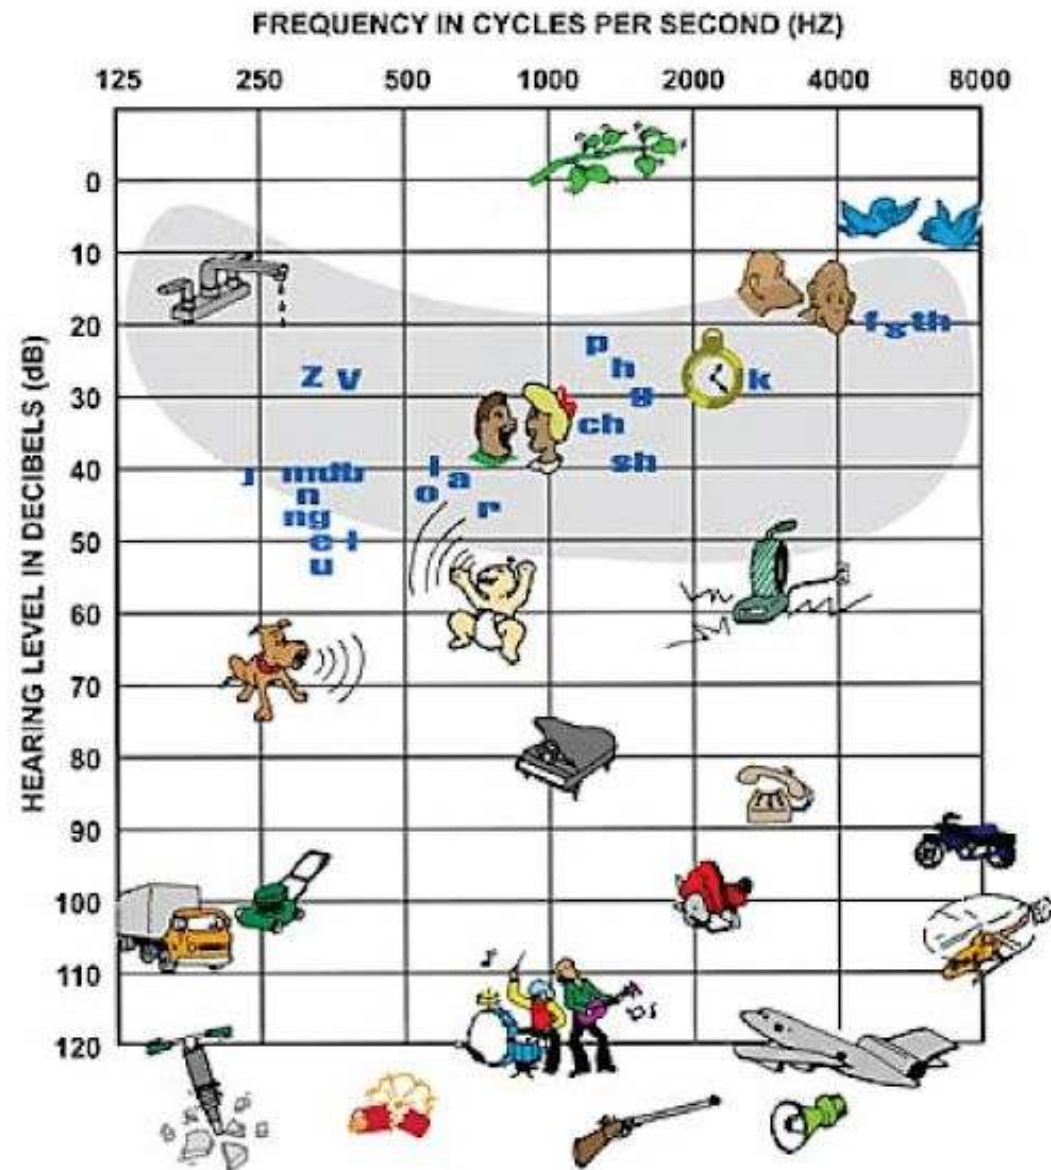 FREQUENCY IN CYCLES PER SECOND (HZ)
125 250 500 1000 2000 4000 8000
HEARING LEVEL IN DECIBELS (dB)
0
10
20
30
40
50
60
70
80
90
100
110
120
f s th
p
h
z v
k
g
ch
sh
j mdb
n
ng
e l
u
i
a
o
r